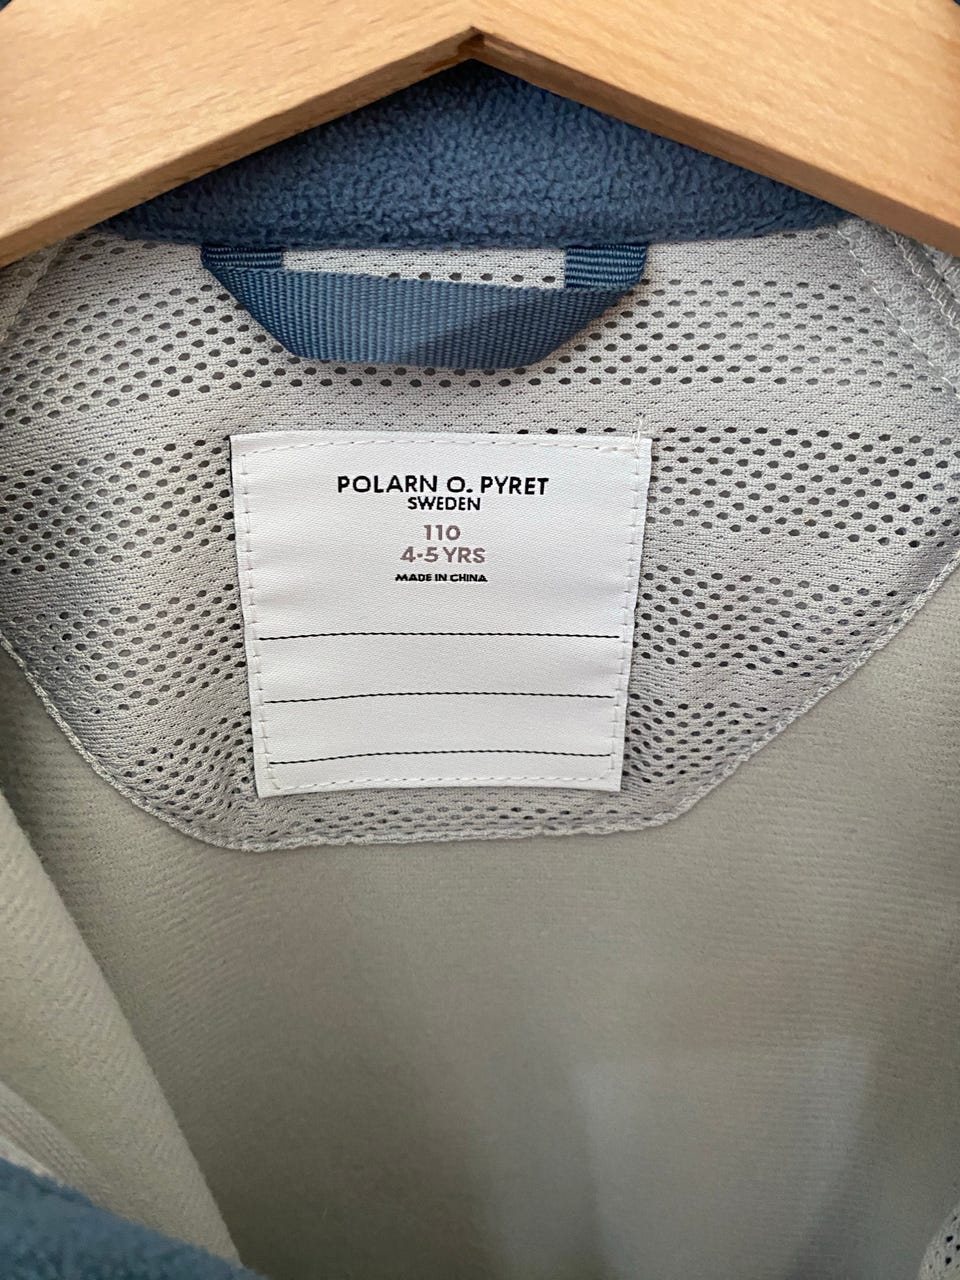 POLARN O. PYRET
SWEDEN
110
4-5 YRS
MADE IN CHINA